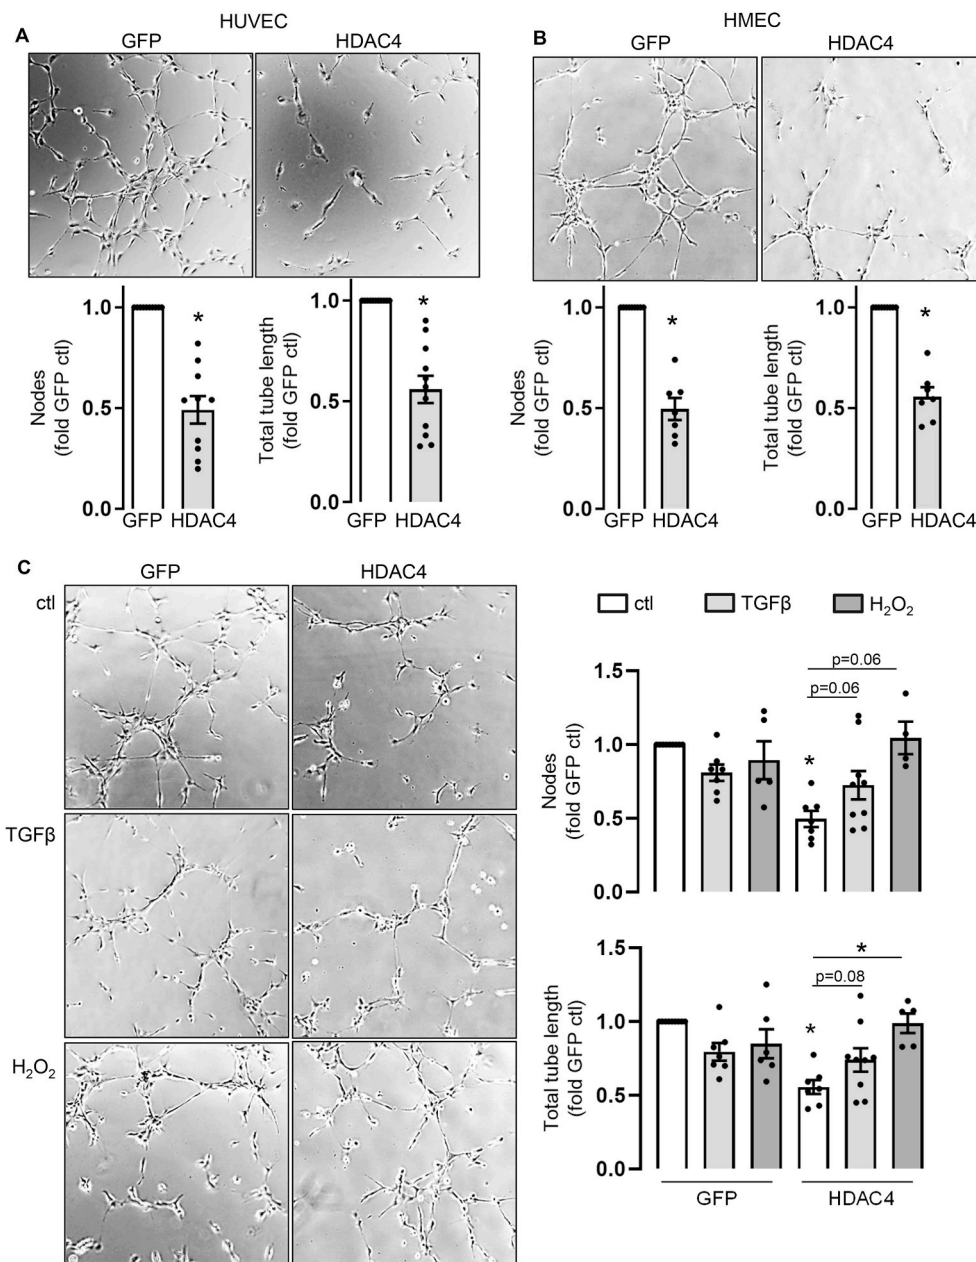 HUVEC
HMEC
A
GFP
HDAC4
B
GFP
HDAC4
Nodes
(fold GFP ctl)
1.0
0.5
0.0
*
GFP HDAC4
Total tube length
(fold GFP ctl)
1.0
0.5
0.0
*
GFP HDAC4
Nodes
(fold GFP ctl)
1.0
0.5
0.0
*
GFP HDAC4
Total tube length
(fold GFP ctl)
1.0
0.5
0.0
*
GFP HDAC4
C
GFP
HDAC4
ctl
TGFβ
H₂O₂
ctl
TGFβ
H₂O₂
Nodes
(fold GFP ctl)
1.5
1.0
0.5
0.0
p=0.06
p=0.06
*
Total tube length
(fold GFP ctl)
1.5
1.0
0.5
0.0
*
p=0.08
*
GFP
HDAC4